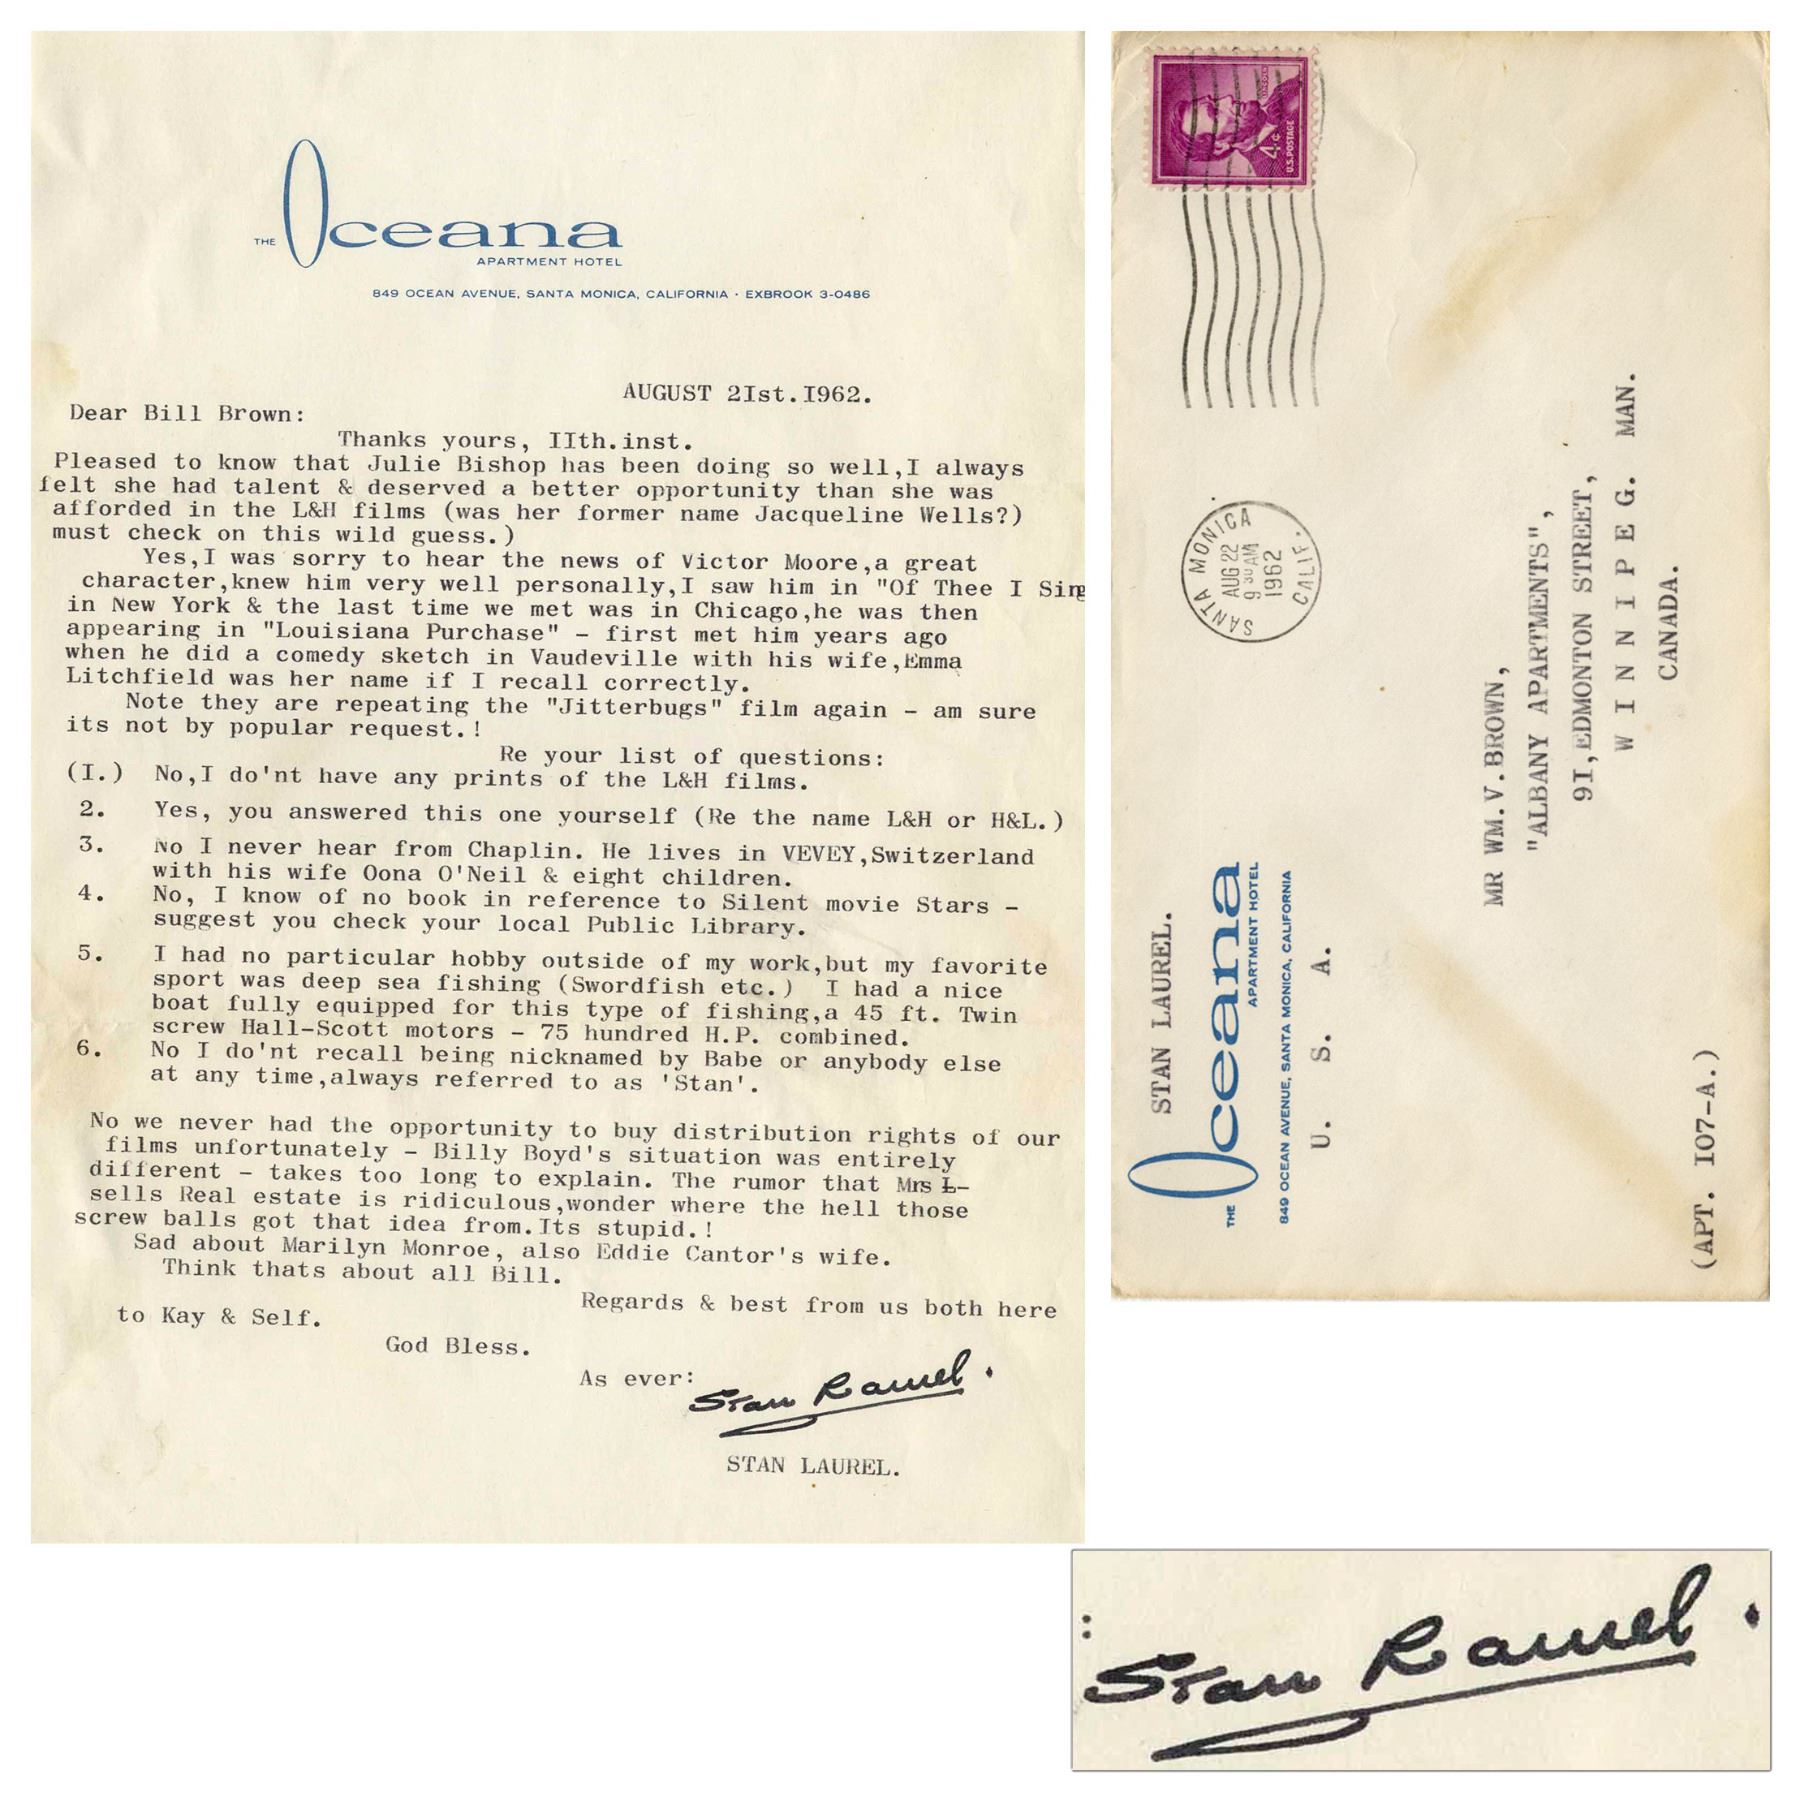 THE Oceana
APARTMENT HOTEL
849 OCEAN AVENUE, SANTA MONICA, CALIFORNIA · EXBROOK 3-0486
AUGUST 2Ist.I962.
Dear Bill Brown:
Thanks yours, IIth.inst.
Pleased to know that Julie Bishop has been doing so well,I always
felt she had talent & deserved a better opportunity than she was
afforded in the L&H films (was her former name Jacqueline Wells?)
must check on this wild guess.)
Yes,I was sorry to hear the news of Victor Moore,a great
character,knew him very well personally,I saw him in "Of Thee I Sing
in New York & the last time we met was in Chicago,he was then
appearing in "Louisiana Purchase" - first met him years ago
when he did a comedy sketch in Vaudeville with his wife,Emma
Litchfield was her name if I recall correctly.
Note they are repeating the "Jitterbugs" film again - am sure
its not by popular request.!
Re your list of questions:
(I.) No,I do'nt have any prints of the L&H films.
2. Yes, you answered this one yourself (Re the name L&H or H&L.)
3. No I never hear from Chaplin. He lives in VEVEY,Switzerland
with his wife Oona O'Neil & eight children.
4. No, I know of no book in reference to Silent movie Stars -
suggest you check your local Public Library.
5. I had no particular hobby outside of my work,but my favorite
sport was deep sea fishing (Swordfish etc.) I had a nice
boat fully equipped for this type of fishing,a 45 ft. Twin
screw Hall-Scott motors - 75 hundred H.P. combined.
6. No I do'nt recall being nicknamed by Babe or anybody else
at any time,always referred to as 'Stan'.
No we never had the opportunity to buy distribution rights of our
films unfortunately - Billy Boyd's situation was entirely
different - takes too long to explain. The rumor that Mrs L-
sells Real estate is ridiculous,wonder where the hell those
screw balls got that idea from.Its stupid.!
Sad about Marilyn Monroe, also Eddie Cantor's wife.
Think thats about all Bill.
Regards & best from us both here
to Kay & Self.
God Bless.
As ever:
Stan Laurel.
STAN LAUREL.
STAN LAUREL.
THE Oceana
APARTMENT HOTEL
849 OCEAN AVENUE, SANTA MONICA, CALIFORNIA
U. S. A.
SANTA MONICA
AUG 22
9 30 AM
1962
CALIF.
LINCOLN
4¢
U.S. POSTAGE
MR WM.V.BROWN,
"ALBANY APARTMENTS",
9I,EDMONTON STREET,
W I N N I P E G. MAN.
CANADA.
(APT. I07-A.)
:
Stan Laurel.